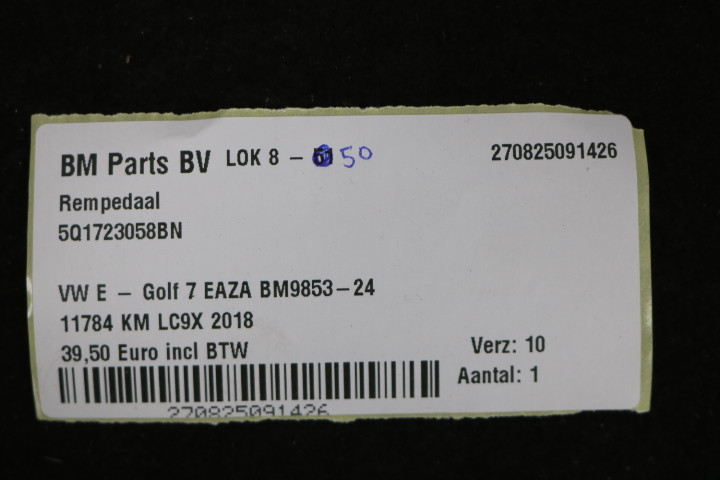 BM Parts BV LOK 8 - 50 270825091426
Rempedaal
5Q1723058BN
VW E - Golf 7 EAZA BM9853-24
11784 KM LC9X 2018
39,50 Euro incl BTW Verz: 10
Aantal: 1
270825091426